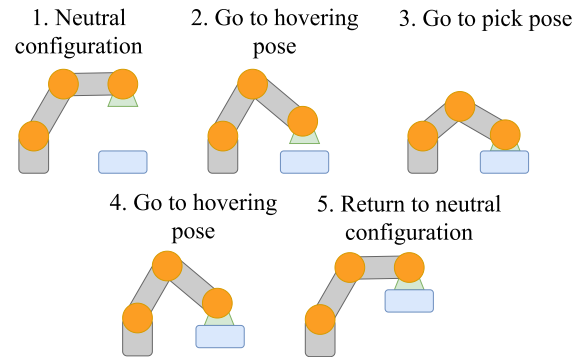 1. Neutral
configuration
2. Go to hovering
pose
3. Go to pick pose
4. Go to hovering
pose
5. Return to neutral
configuration